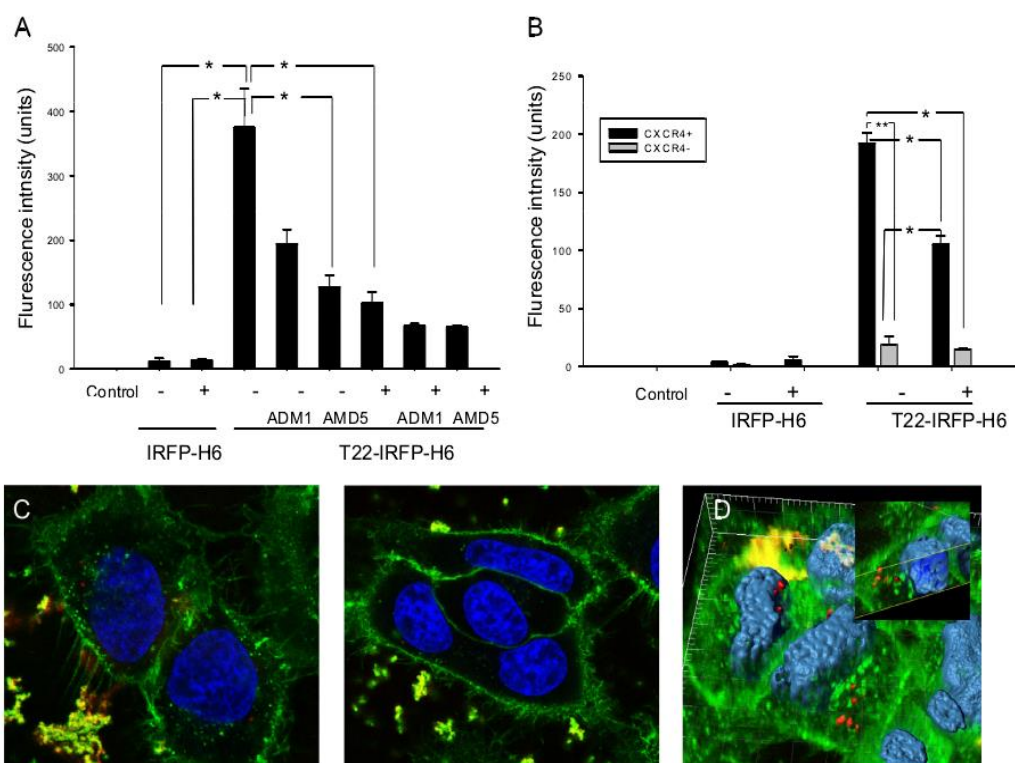 A
Flurescence intnsity (units)
500
400
300
200
100
0
* *
* *
Control - + - - - + + +
ADM1 AMD5 ADM1 AMD5
IRFP-H6 T22-IRFP-H6
B
Flurescence intnsity (units)
250
200
150
100
50
0
CXCR4+
CXCR4-
*
**
*
*
Control - + - +
IRFP-H6 T22-IRFP-H6
C
D